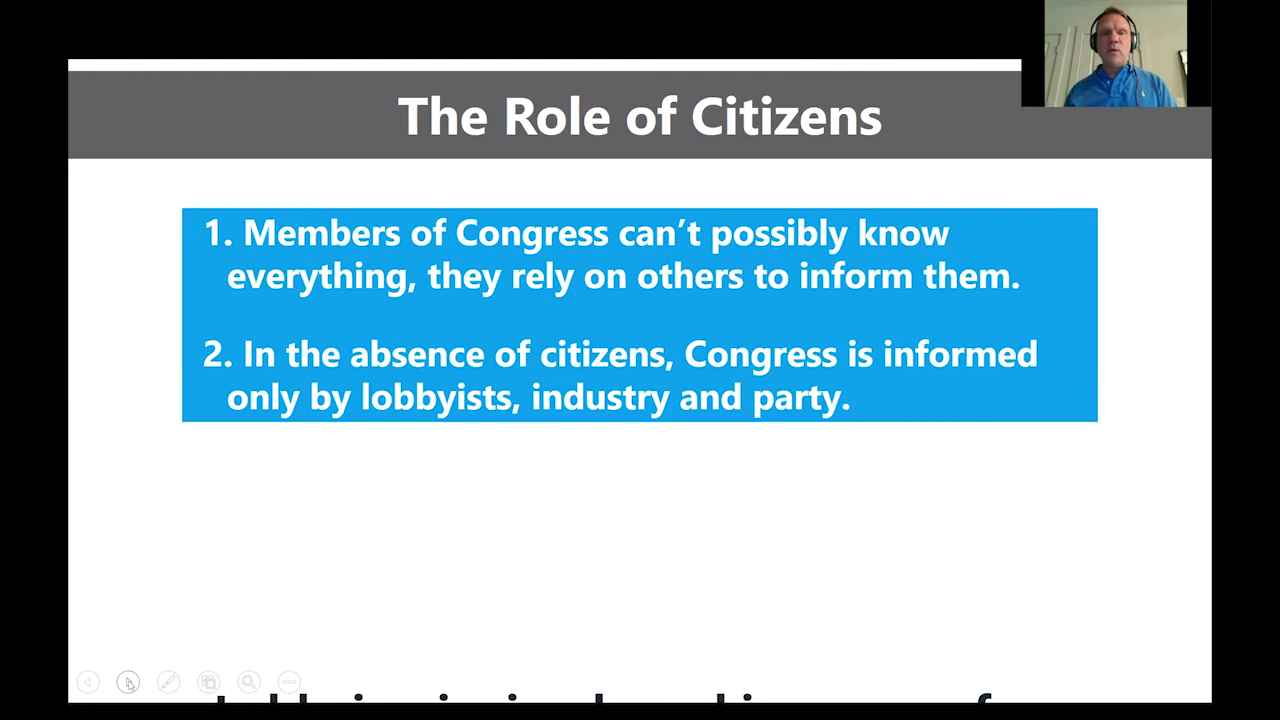 The Role of Citizens
1. Members of Congress can’t possibly know
everything, they rely on others to inform them.
2. In the absence of citizens, Congress is informed
only by lobbyists, industry and party.